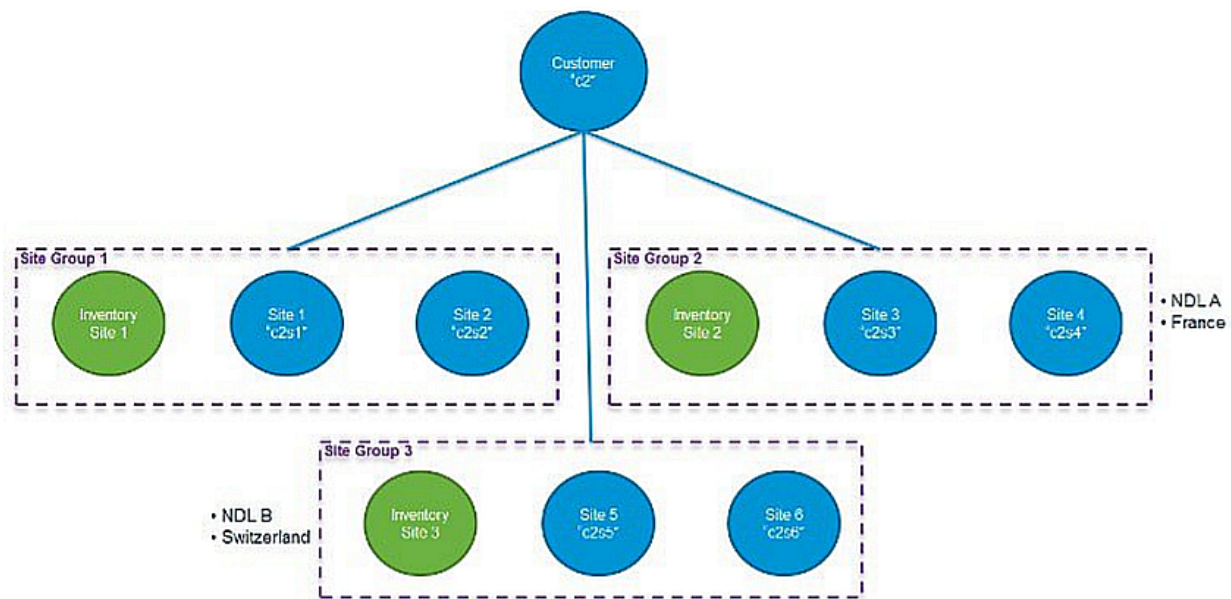 Customer
"c2"
Site Group 1
Inventory
Site 1
Site 1
"c2s1"
Site 2
"c2s2"
Site Group 2
Inventory
Site 2
Site 3
"c2s3"
Site 4
"c2s4"
• NDL A
• France
Site Group 3
Inventory
Site 3
Site 5
"c2s5"
Site 6
"c2s6"
• NDL B
• Switzerland